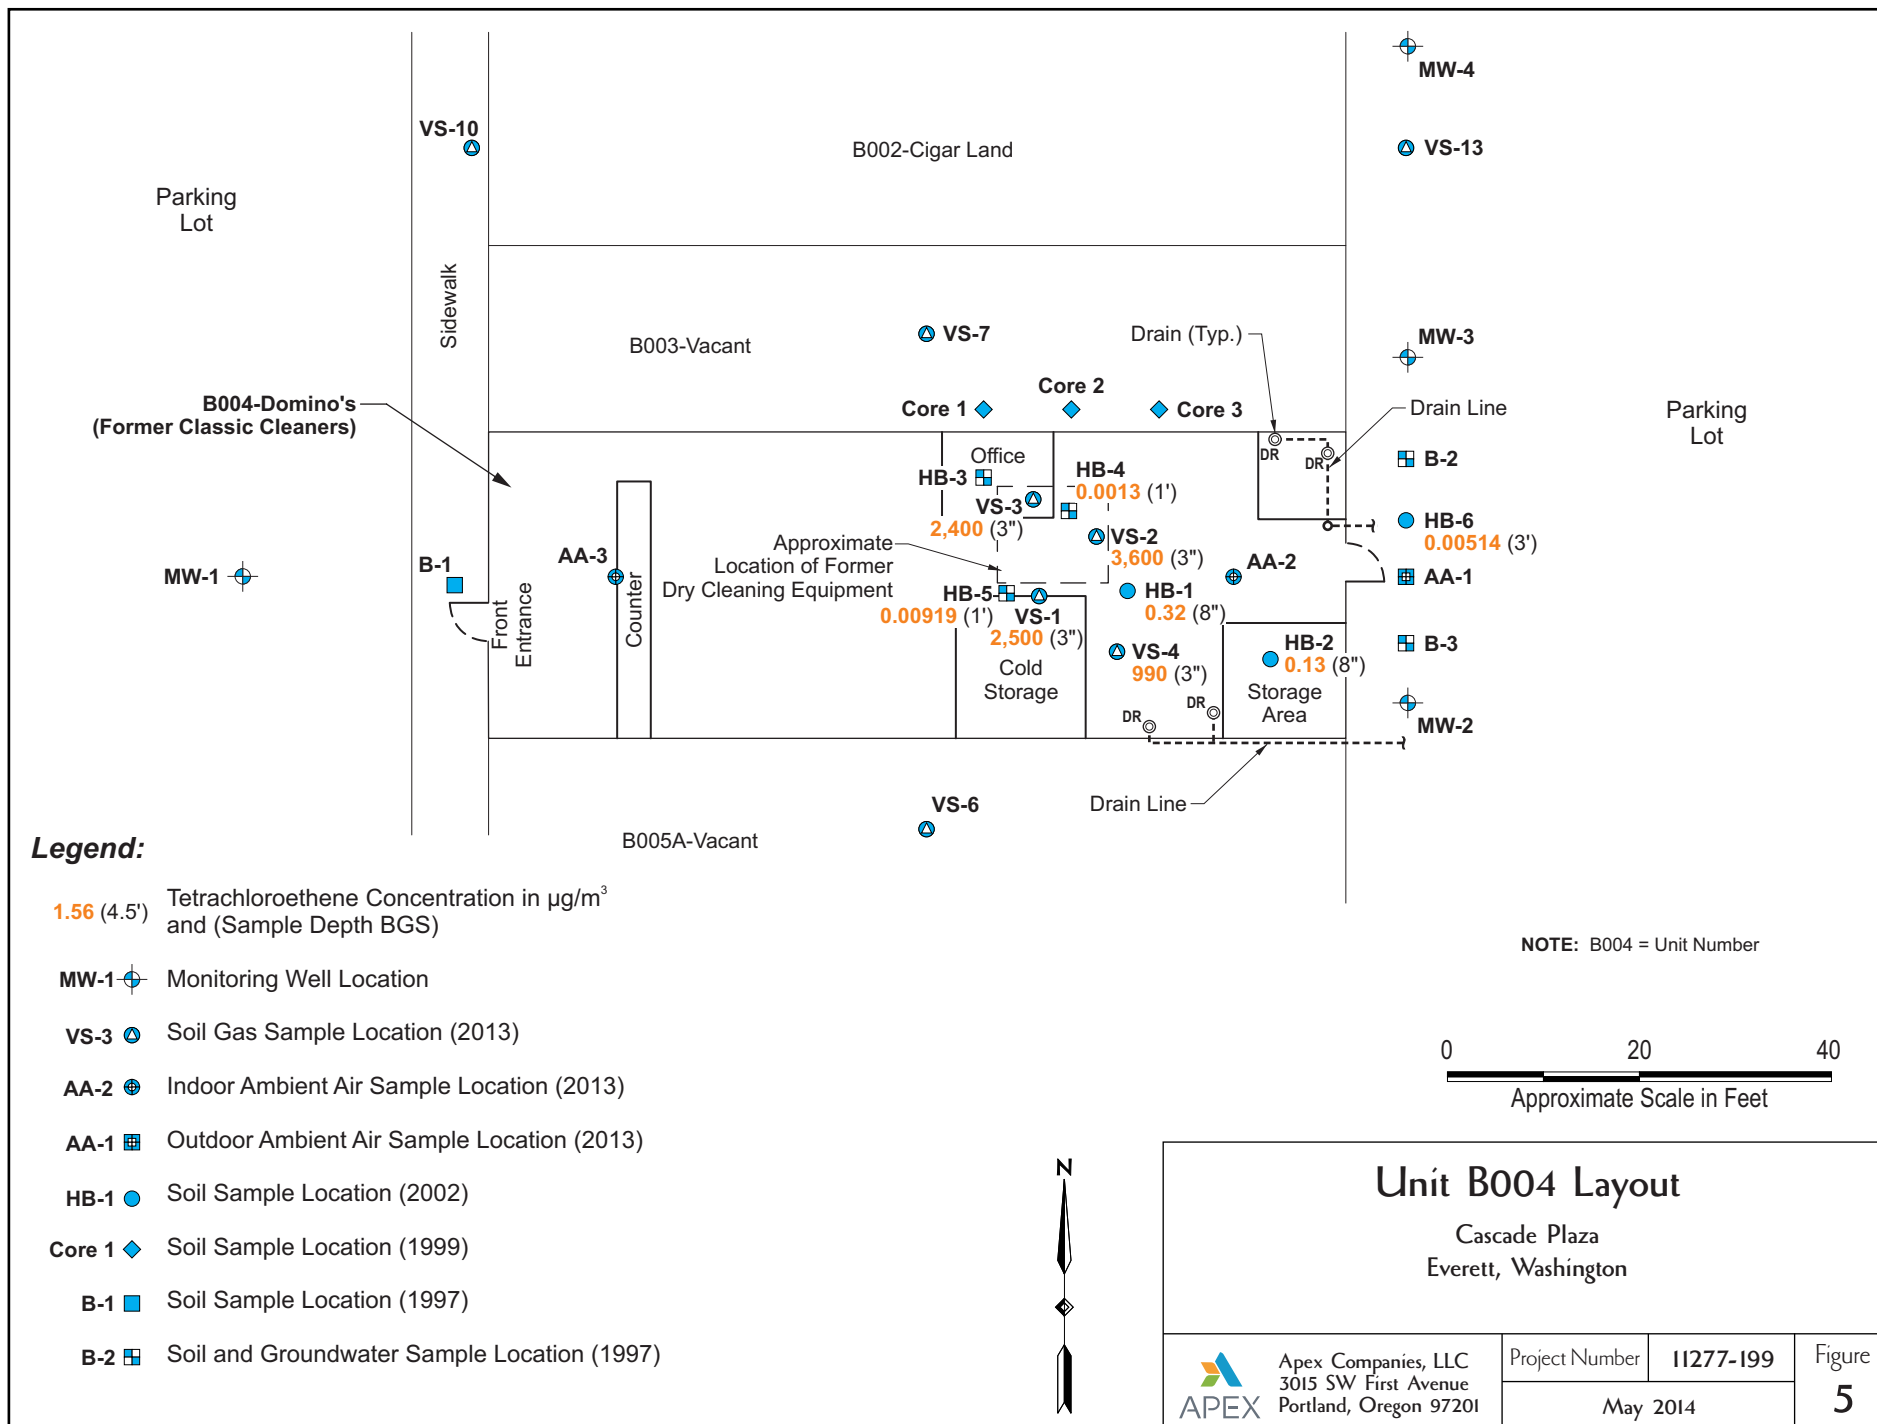 MW-4
VS-10
VS-13
B002-Cigar Land
Parking
Lot
Sidewalk
MW-3
VS-7
Drain (Typ.)
B003-Vacant
Core 2
Core 1
Core 3
Drain Line
B004-Domino's
(Former Classic Cleaners)
Parking
Lot
Office
DR
DR
B-2
HB-3
HB-4
0.0013 (1')
VS-3
2,400 (3")
HB-6
0.00514 (3')
Approximate
Location of Former
Dry Cleaning Equipment
VS-2
3,600 (3")
AA-3
AA-2
MW-1
B-1
AA-1
HB-5
0.00919 (1')
HB-1
0.32 (8")
VS-1
2,500 (3")
Front
Entrance
Counter
VS-4
990 (3")
HB-2
0.13 (8")
B-3
Cold
Storage
Storage
Area
DR
DR
MW-2
VS-6
Drain Line
B005A-Vacant
Legend:
1.56 (4.5') Tetrachloroethene Concentration in µg/m³
and (Sample Depth BGS)
MW-1 Monitoring Well Location
VS-3 Soil Gas Sample Location (2013)
AA-2 Indoor Ambient Air Sample Location (2013)
AA-1 Outdoor Ambient Air Sample Location (2013)
HB-1 Soil Sample Location (2002)
Core 1 Soil Sample Location (1999)
B-1 Soil Sample Location (1997)
B-2 Soil and Groundwater Sample Location (1997)
NOTE: B004 = Unit Number
0 20 40
Approximate Scale in Feet
N
Unit B004 Layout
Cascade Plaza
Everett, Washington
APEX
Apex Companies, LLC
3015 SW First Avenue
Portland, Oregon 97201
Project Number 11277-199
May 2014
Figure
5